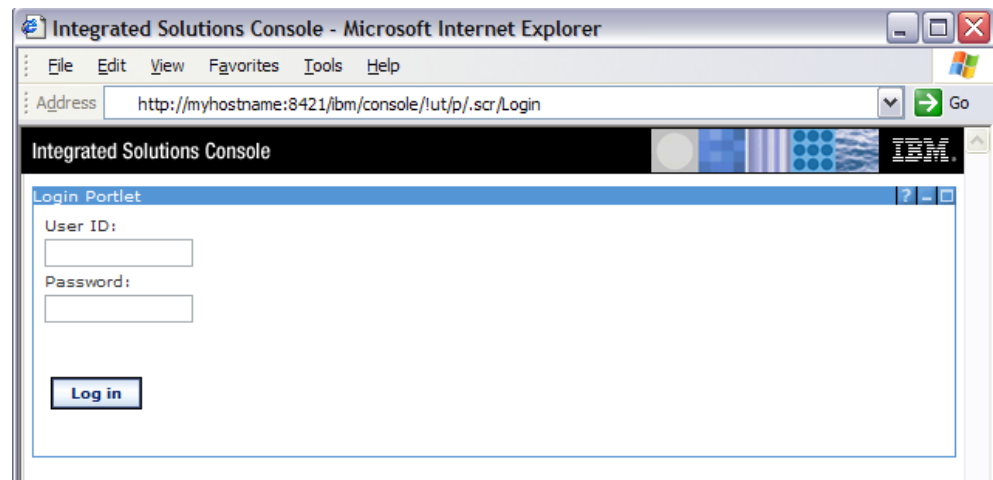 Integrated Solutions Console - Microsoft Internet Explorer
File Edit View Favorites Tools Help
Address http://myhostname:8421/ibm/console/!ut/p/.scr/Login Go
Integrated Solutions Console IBM.
Login Portlet ?
User ID:
Password:
Log in